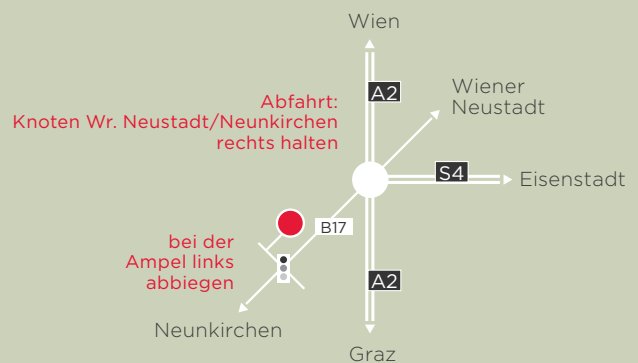 Wien
A2
Wiener
Neustadt
Abfahrt:
Knoten Wr. Neustadt/Neunkirchen
rechts halten
S4
Eisenstadt
B17
bei der
Ampel links
abbiegen
A2
Neunkirchen
Graz